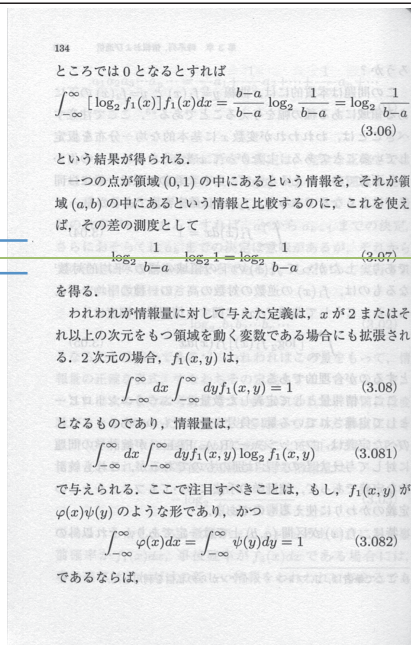 134
ところでは0となるとすれば
∫_{-∞}^{∞} [log₂ f₁(x)] f₁(x)dx = \frac{b-a}{b-a} log₂ \frac{1}{b-a} = log₂ \frac{1}{b-a}
(3.06)
という結果が得られる．
一つの点が領域 (0,1) の中にあるという情報を，それが領
域 (a,b) の中にあるという情報と比較するのに，これを使え
ば，その差の測度として
log₂ \frac{1}{b-a} - log₂ 1 = log₂ \frac{1}{b-a} (3.07)
を得る．
われわれが情報量に対して与えた定義は，x が2またはそ
れ以上の次元をもつ領域を動く変数である場合にも拡張され
る．2次元の場合，f₁(x,y) は，
∫_{-∞}^{∞} dx ∫_{-∞}^{∞} dyf₁(x,y) = 1 (3.08)
となるものであり，情報量は，
∫_{-∞}^{∞} dx ∫_{-∞}^{∞} dyf₁(x,y) log₂ f₁(x,y) (3.081)
で与えられる．ここで注目すべきことは，もし，f₁(x,y) が
φ(x)ψ(y) のような形であり，かつ
∫_{-∞}^{∞} φ(x)dx = ∫_{-∞}^{∞} ψ(y)dy = 1 (3.082)
であるならば，